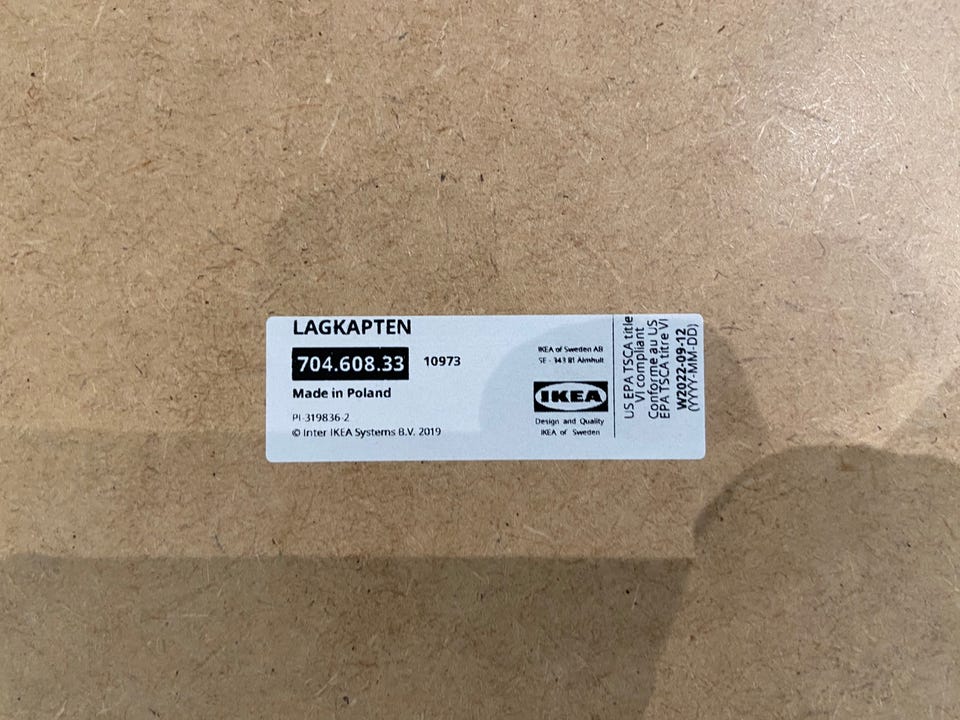 LAGKAPTEN
704.608.33 10973
Made in Poland
PI-319836-2
© Inter IKEA Systems B.V. 2019
IKEA of Sweden AB
SE - 343 81 Älmhult
IKEA
Design and Quality
IKEA of Sweden
US EPA TSCA title
VI compliant
Conforme au US
EPA TSCA titre VI
W2022-09-12
(YYYY-MM-DD)